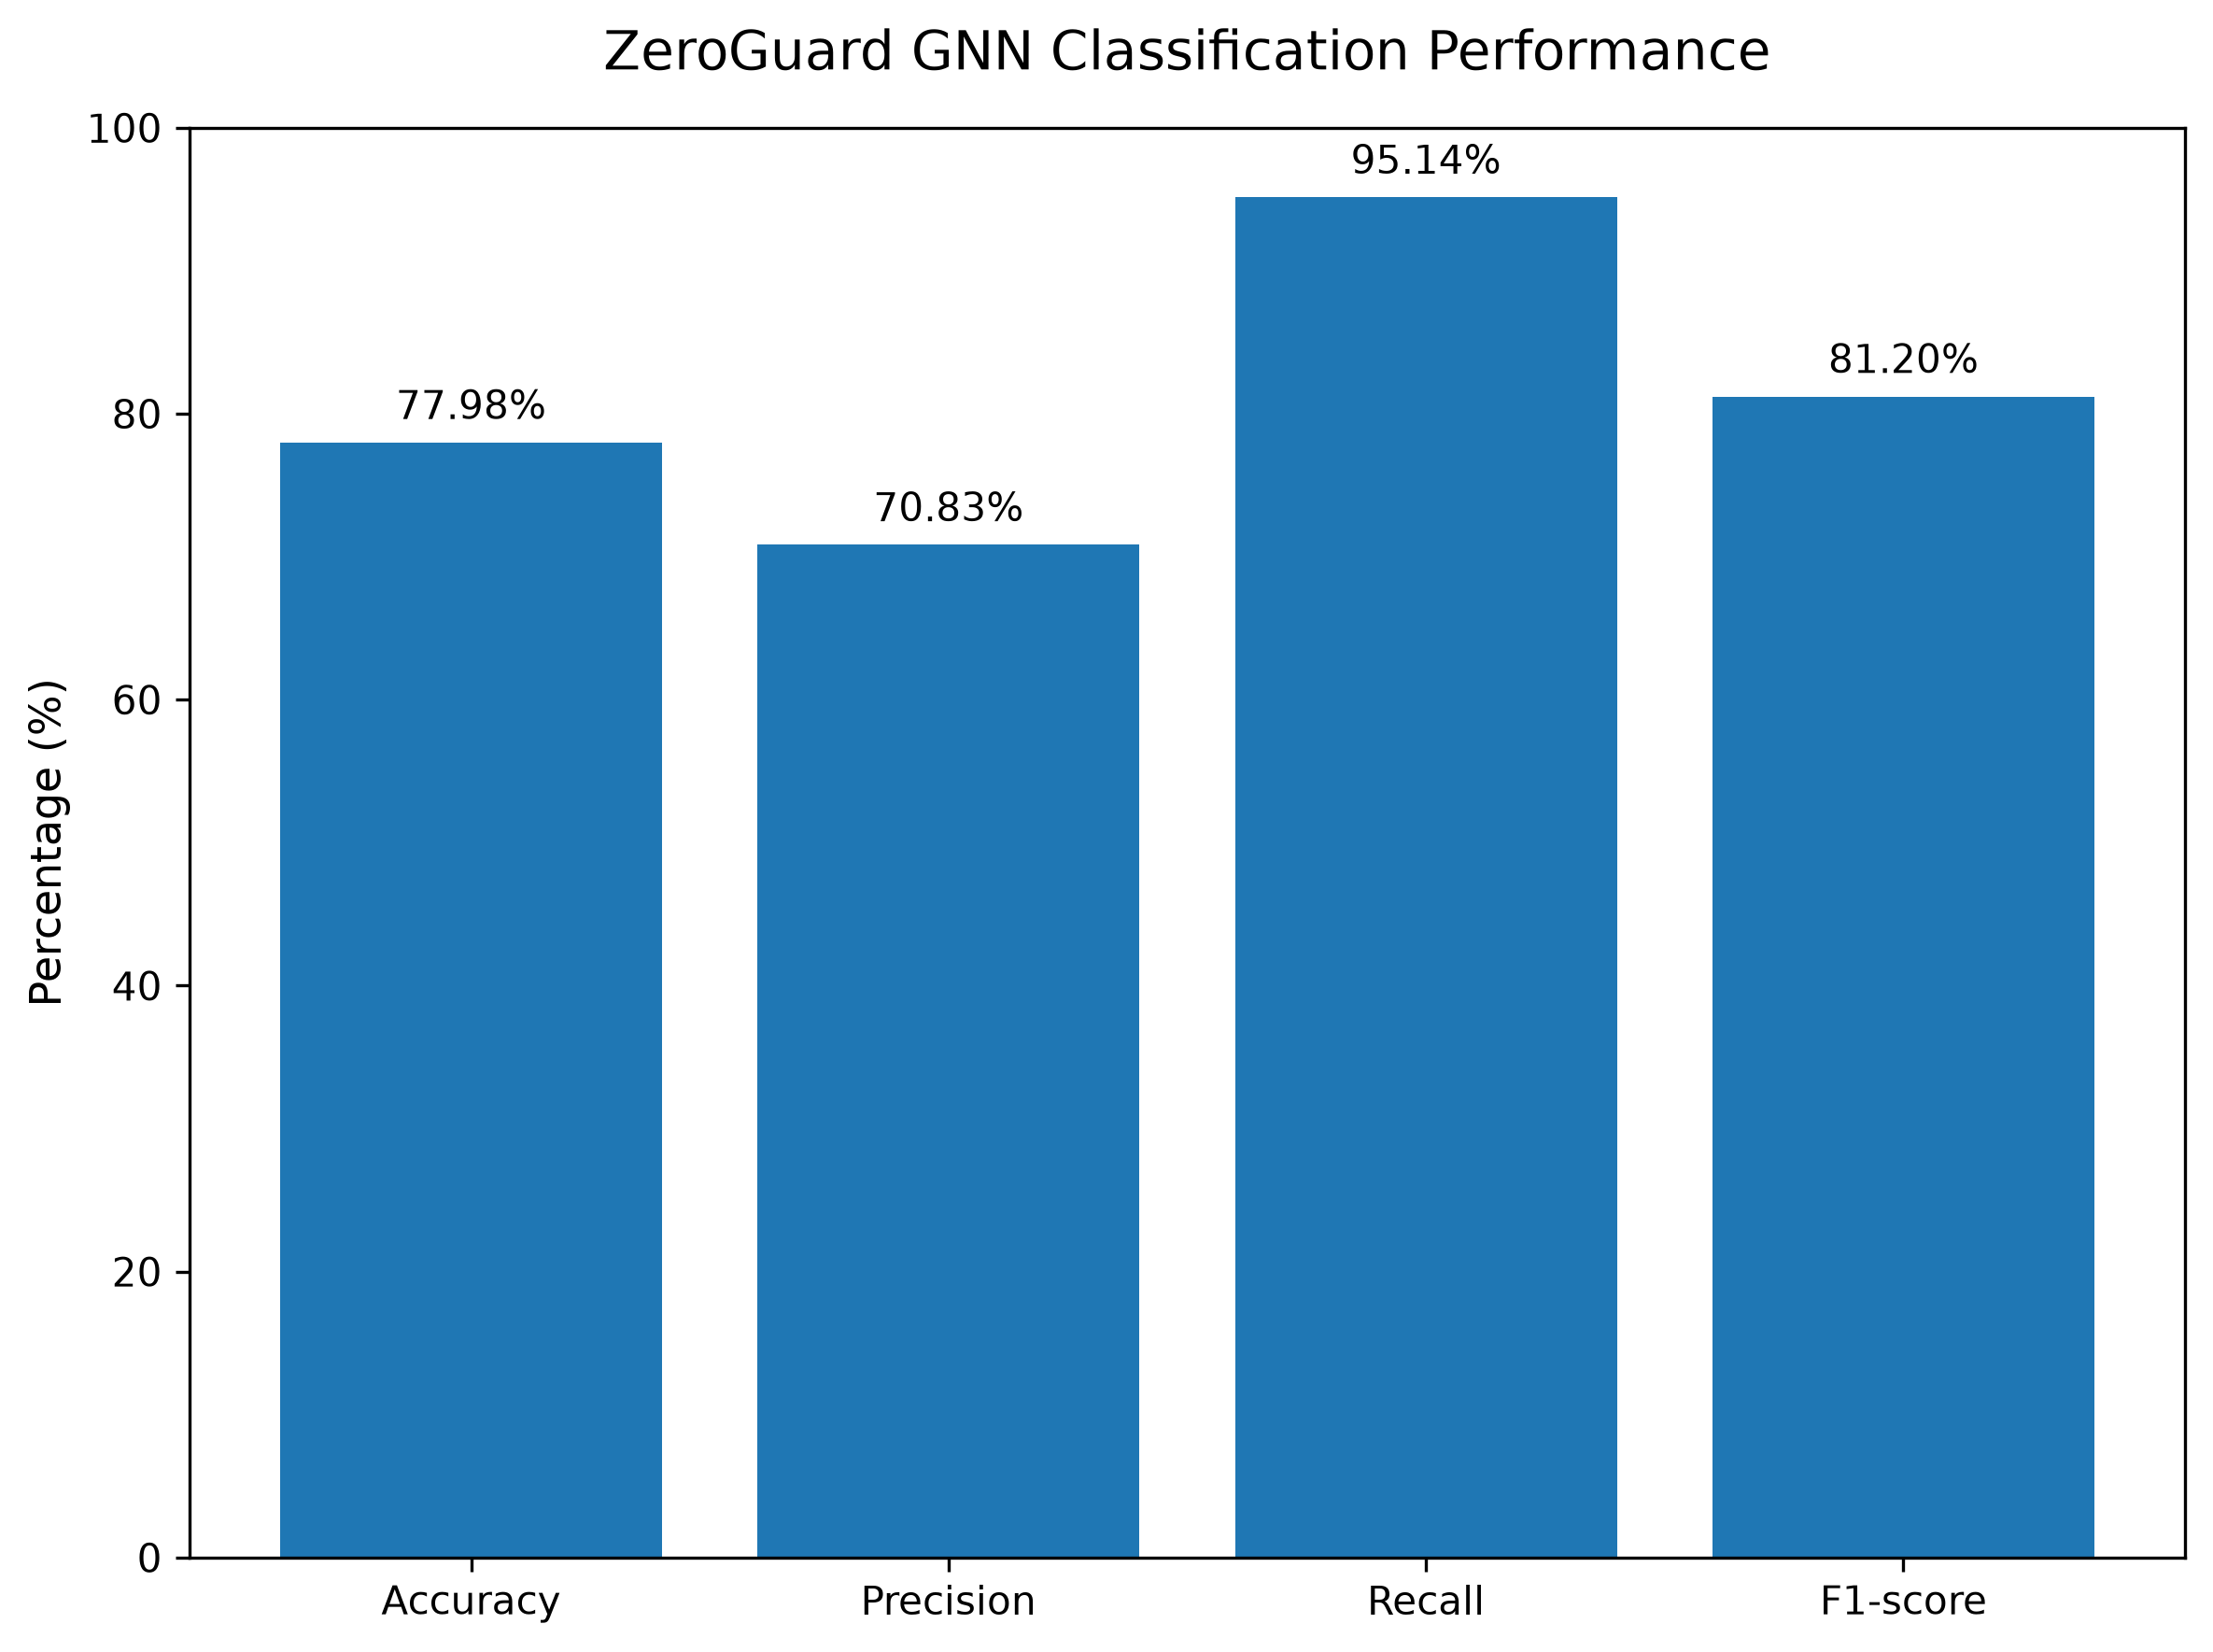 ZeroGuard GNN Classification Performance
Percentage (%)
100
80
60
40
20
0
77.98%
70.83%
95.14%
81.20%
Accuracy
Precision
Recall
F1-score